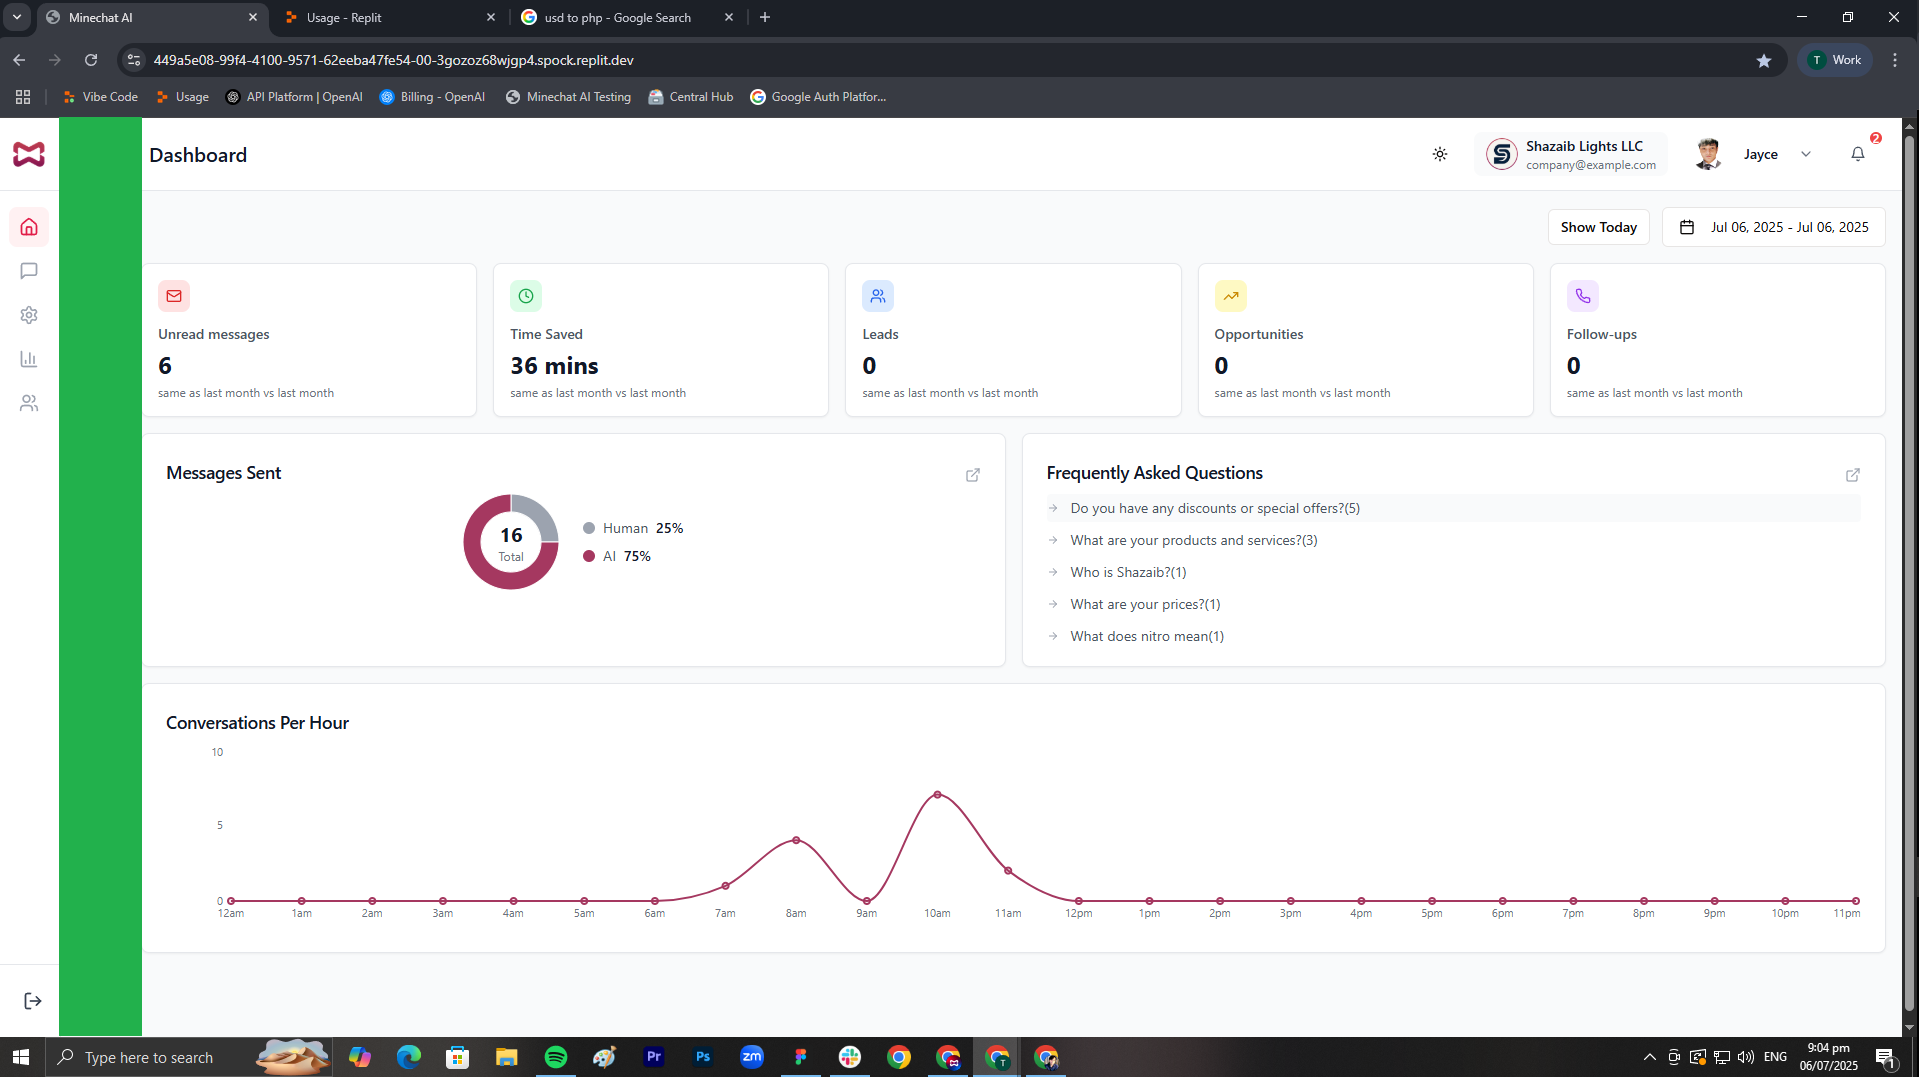 Minechat AI
Usage - Replit
usd to php - Google Search
449a5e08-99f4-4100-9571-62eeba47fe54-00-3gozoz68wjgp4.spock.replit.dev
T Work
Vibe Code
Usage
API Platform | OpenAI
Billing - OpenAI
Minechat AI Testing
Central Hub
Google Auth Platfor...
Dashboard
Shazaib Lights LLC
company@example.com
Jayce
2
Show Today
Jul 06, 2025 - Jul 06, 2025
Unread messages
6
same as last month vs last month
Time Saved
36 mins
same as last month vs last month
Leads
0
same as last month vs last month
Opportunities
0
same as last month vs last month
Follow-ups
0
same as last month vs last month
Messages Sent
16
Total
Human 25%
AI 75%
Frequently Asked Questions
Do you have any discounts or special offers?(5)
What are your products and services?(3)
Who is Shazaib?(1)
What are your prices?(1)
What does nitro mean(1)
Conversations Per Hour
10
5
0
12am 1am 2am 3am 4am 5am 6am 7am 8am 9am 10am 11am 12pm 1pm 2pm 3pm 4pm 5pm 6pm 7pm 8pm 9pm 10pm 11pm
Type here to search
Pr
Ps
zm
T
ENG
9:04 pm
06/07/2025
1